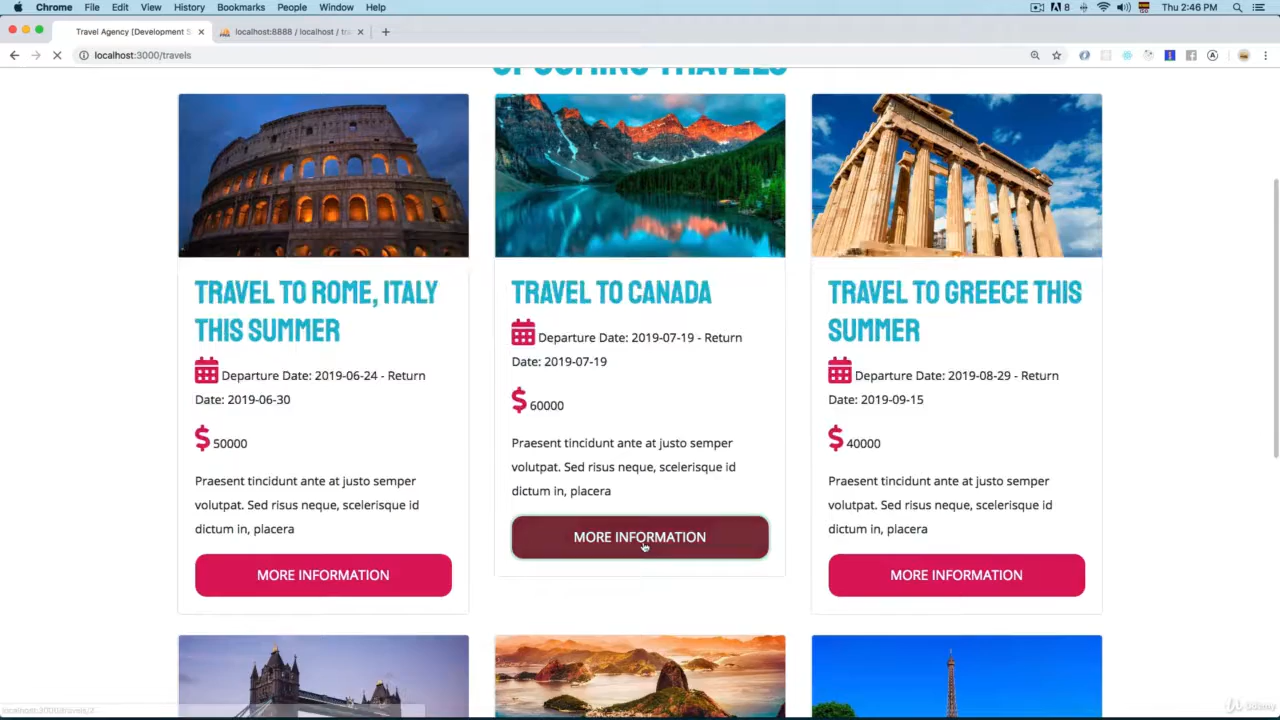 Chrome File Edit View History Bookmarks People Window Help
8 Thu 2:46 PM
Travel Agency [Development S
localhost:8888 / localhost / tra
localhost:3000/travels
UPCOMING TRAVELS
TRAVEL TO ROME, ITALY
THIS SUMMER
Departure Date: 2019-06-24 - Return
Date: 2019-06-30
$ 50000
Praesent tincidunt ante at justo semper
volutpat. Sed risus neque, scelerisque id
dictum in, placera
MORE INFORMATION
TRAVEL TO CANADA
Departure Date: 2019-07-19 - Return
Date: 2019-07-19
$ 60000
Praesent tincidunt ante at justo semper
volutpat. Sed risus neque, scelerisque id
dictum in, placera
MORE INFORMATION
TRAVEL TO GREECE THIS
SUMMER
Departure Date: 2019-08-29 - Return
Date: 2019-09-15
$ 40000
Praesent tincidunt ante at justo semper
volutpat. Sed risus neque, scelerisque id
dictum in, placera
MORE INFORMATION
localhost:3000/travels/2
Udemy